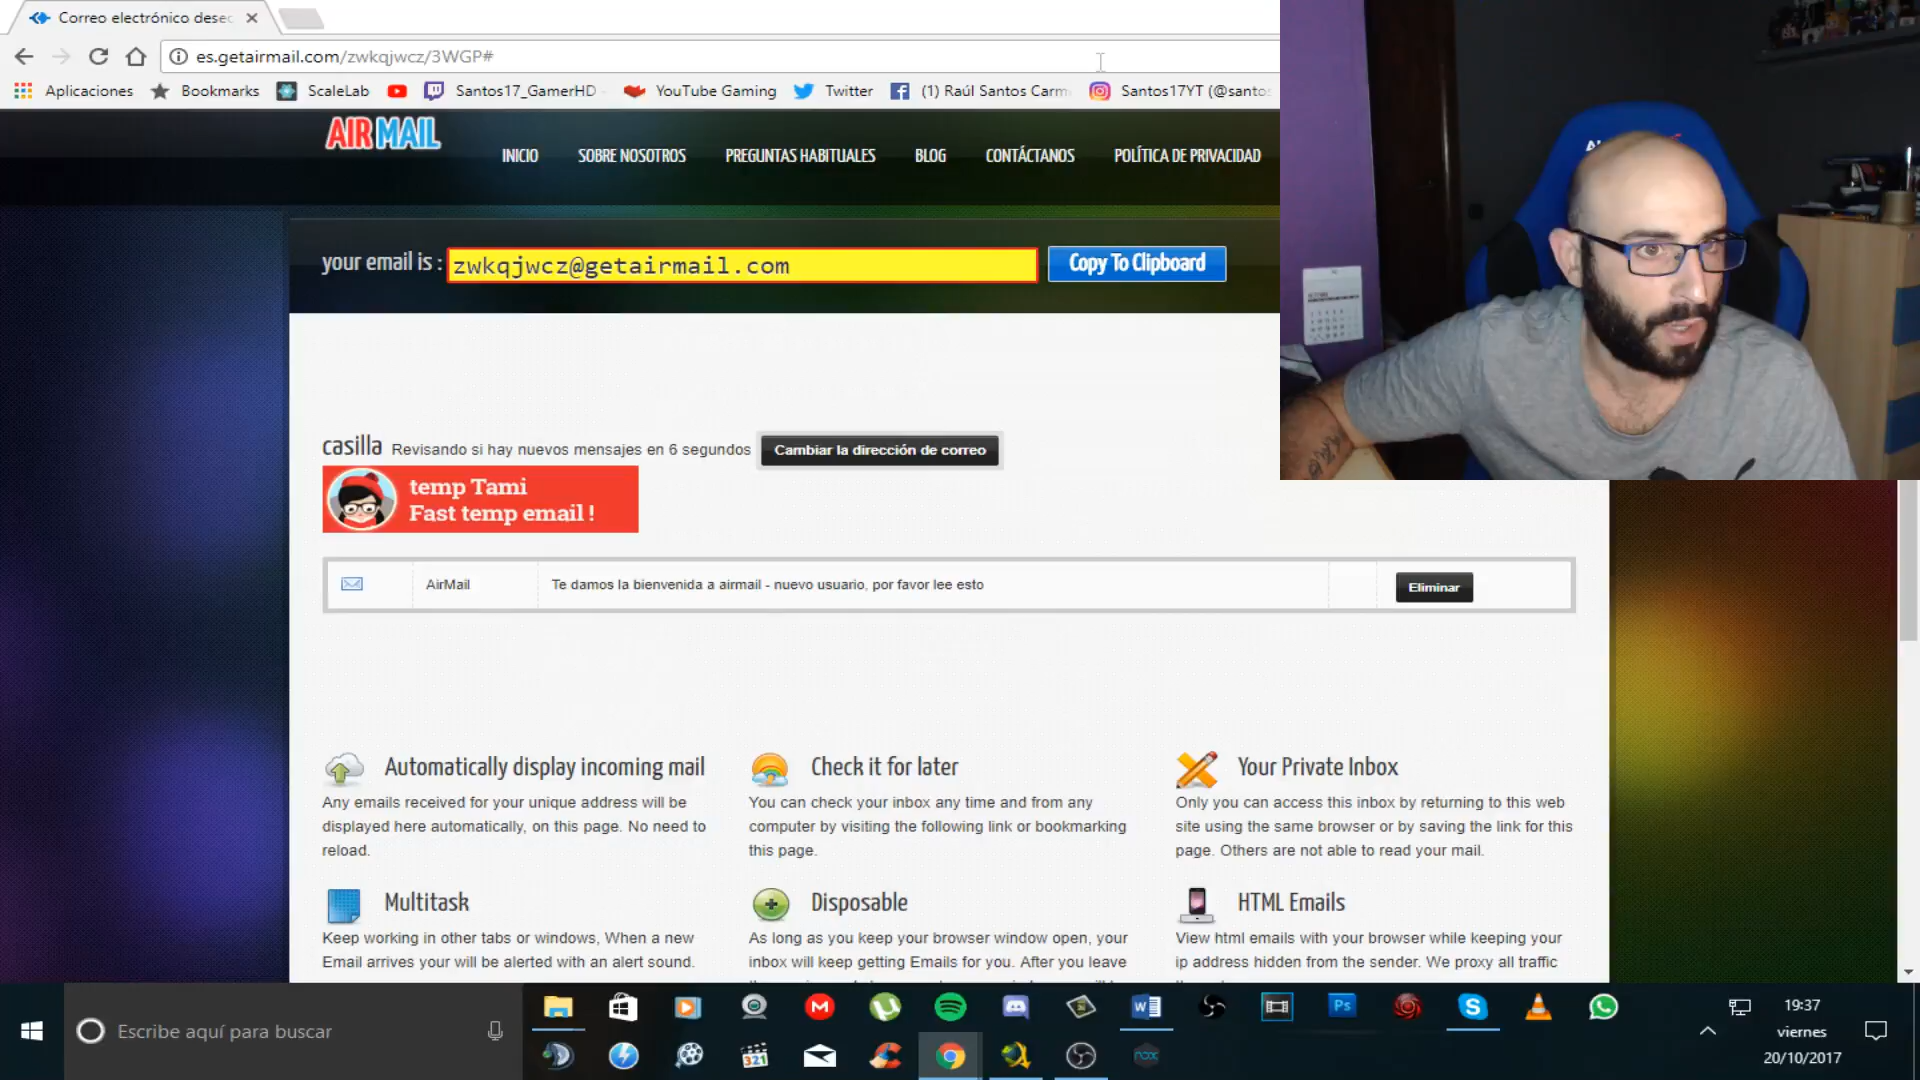 Correo electrónico desec
es.getairmail.com/zwkqjwcz/3WGP#
Aplicaciones
Bookmarks
ScaleLab
Santos17_GamerHD
YouTube Gaming
Twitter
(1) Raúl Santos Carm
Santos17YT (@santo
AIRMAIL
INICIO
SOBRE NOSOTROS
PREGUNTAS HABITUALES
BLOG
CONTÁCTANOS
POLÍTICA DE PRIVACIDAD
your email is :
zwkqjwcz@getairmail.com
Copy To Clipboard
casilla
Revisando si hay nuevos mensajes en 6 segundos
Cambiar la dirección de correo
temp Tami
Fast temp email !
AirMail
Te damos la bienvenida a airmail - nuevo usuario, por favor lee esto
Eliminar
Automatically display incoming mail
Any emails received for your unique address will be
displayed here automatically, on this page. No need to
reload.
Check it for later
You can check your inbox any time and from any
computer by visiting the following link or bookmarking
this page.
Your Private Inbox
Only you can access this inbox by returning to this web
site using the same browser or by saving the link for this
page. Others are not able to read your mail.
Multitask
Keep working in other tabs or windows, When a new
Email arrives your will be alerted with an alert sound.
Disposable
As long as you keep your browser window open, your
inbox will keep getting Emails for you. After you leave
HTML Emails
View html emails with your browser while keeping your
ip address hidden from the sender. We proxy all traffic
Escribe aquí para buscar
Ps
321
nox
19:37
viernes
20/10/2017